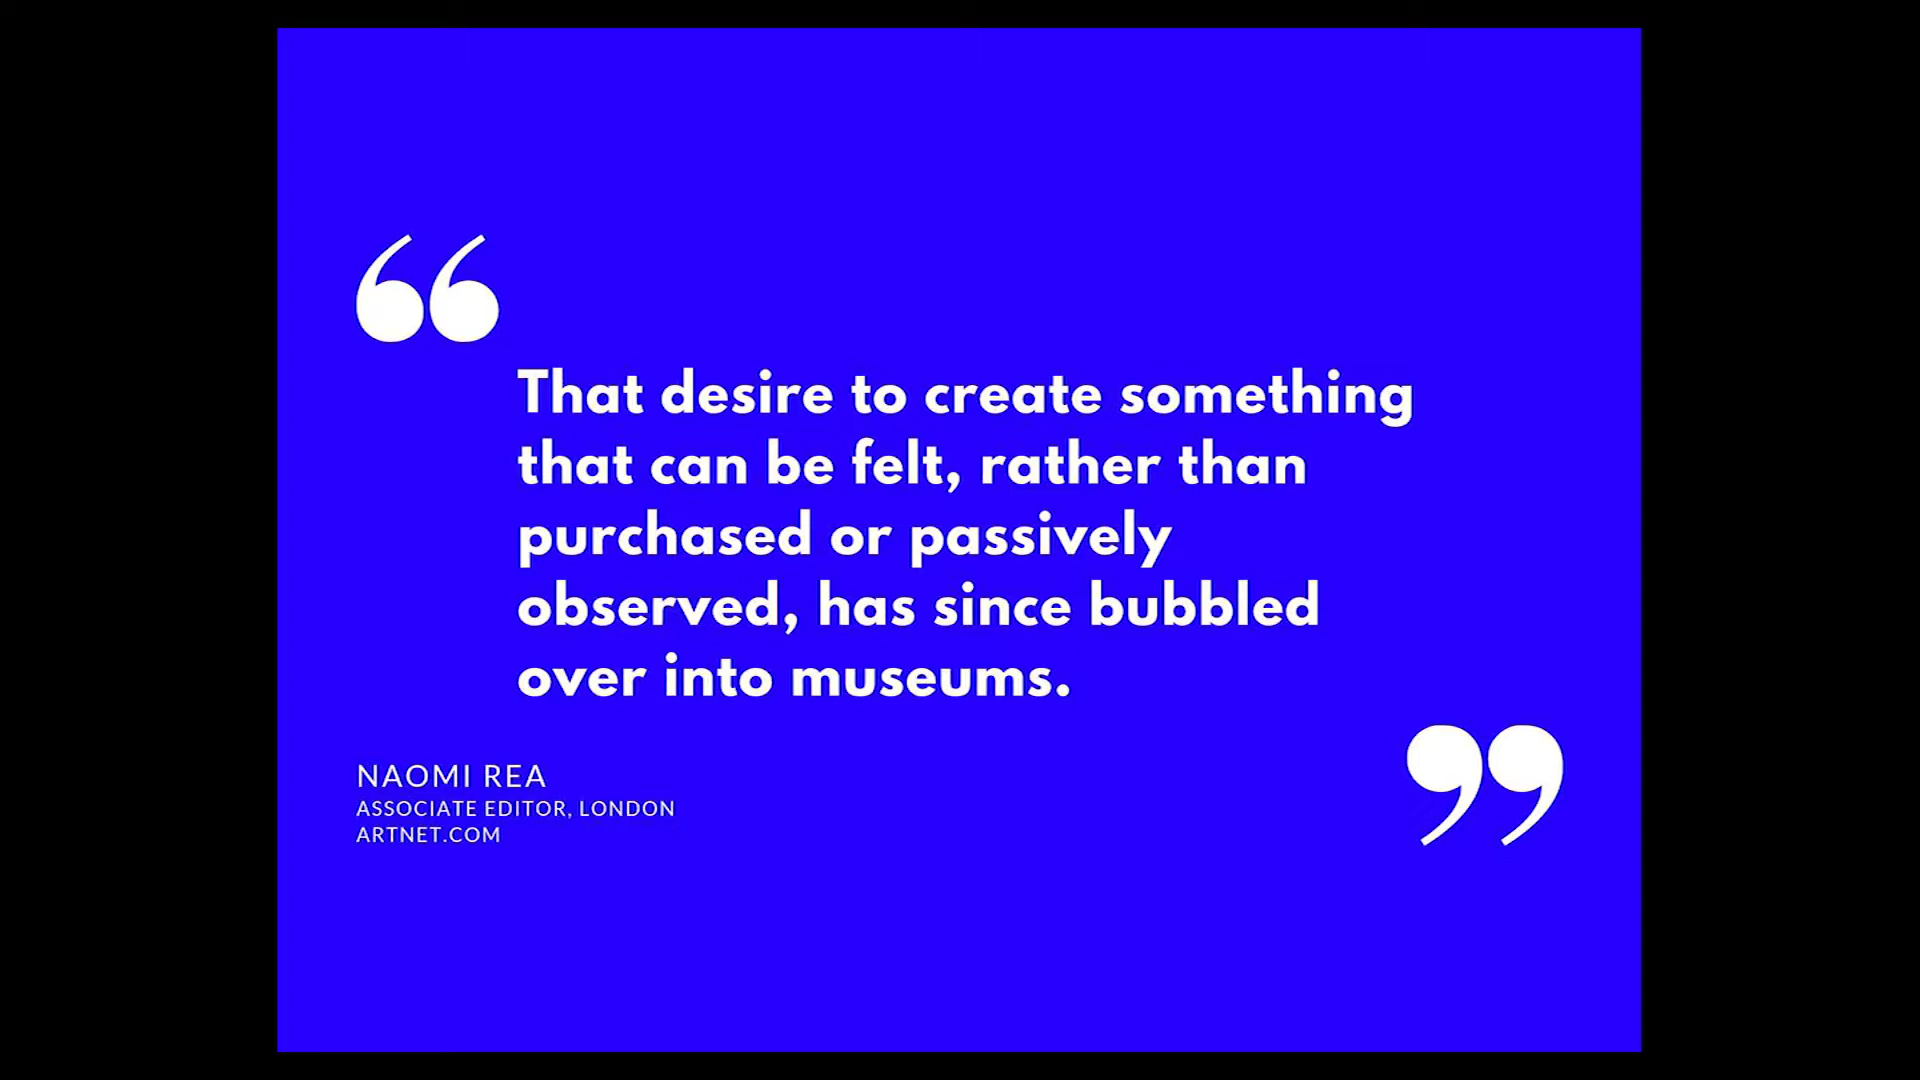 “
That desire to create something
that can be felt, rather than
purchased or passively
observed, has since bubbled
over into museums.
”
NAOMI REA
ASSOCIATE EDITOR, LONDON
ARTNET.COM